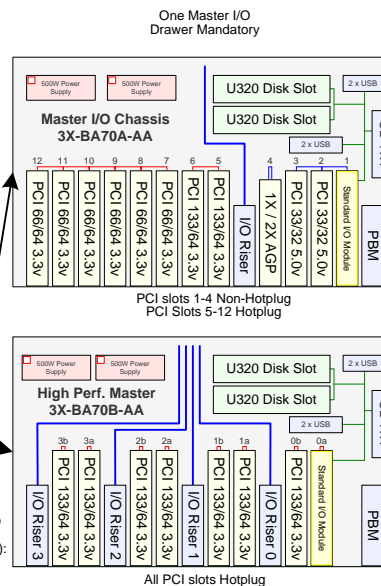 One Master I/O
Drawer Mandatory
500W Power
Supply
500W Power
Supply
U320 Disk Slot
U320 Disk Slot
2 x USB
2 x USB
Master I/O Chassis
3X-BA70A-AA
12 11 10 9 8 7 6 5 4 3 2 1
PCI 66/64 3.3v
PCI 66/64 3.3v
PCI 66/64 3.3v
PCI 66/64 3.3v
PCI 66/64 3.3v
PCI 66/64 3.3v
PCI 133/64 3.3v
PCI 133/64 3.3v
I/O Riser
1X / 2X AGP
PCI 33/32 5.0v
PCI 33/32 5.0v
Standard I/O Module
PBM
PCI slots 1-4 Non-Hotplug
PCI Slots 5-12 Hotplug
500W Power
Supply
500W Power
Supply
U320 Disk Slot
U320 Disk Slot
2 x USB
2 x USB
High Perf. Master
3X-BA70B-AA
3b 3a 2b 2a 1b 1a 0b 0a
I/O Riser 3
PCI 133/64 3.3v
PCI 133/64 3.3v
I/O Riser 2
PCI 133/64 3.3v
PCI 133/64 3.3v
I/O Riser 1
PCI 133/64 3.3v
PCI 133/64 3.3v
I/O Riser 0
PCI 133/64 3.3v
Standard I/O Module
PBM
):
All PCI slots Hotplug